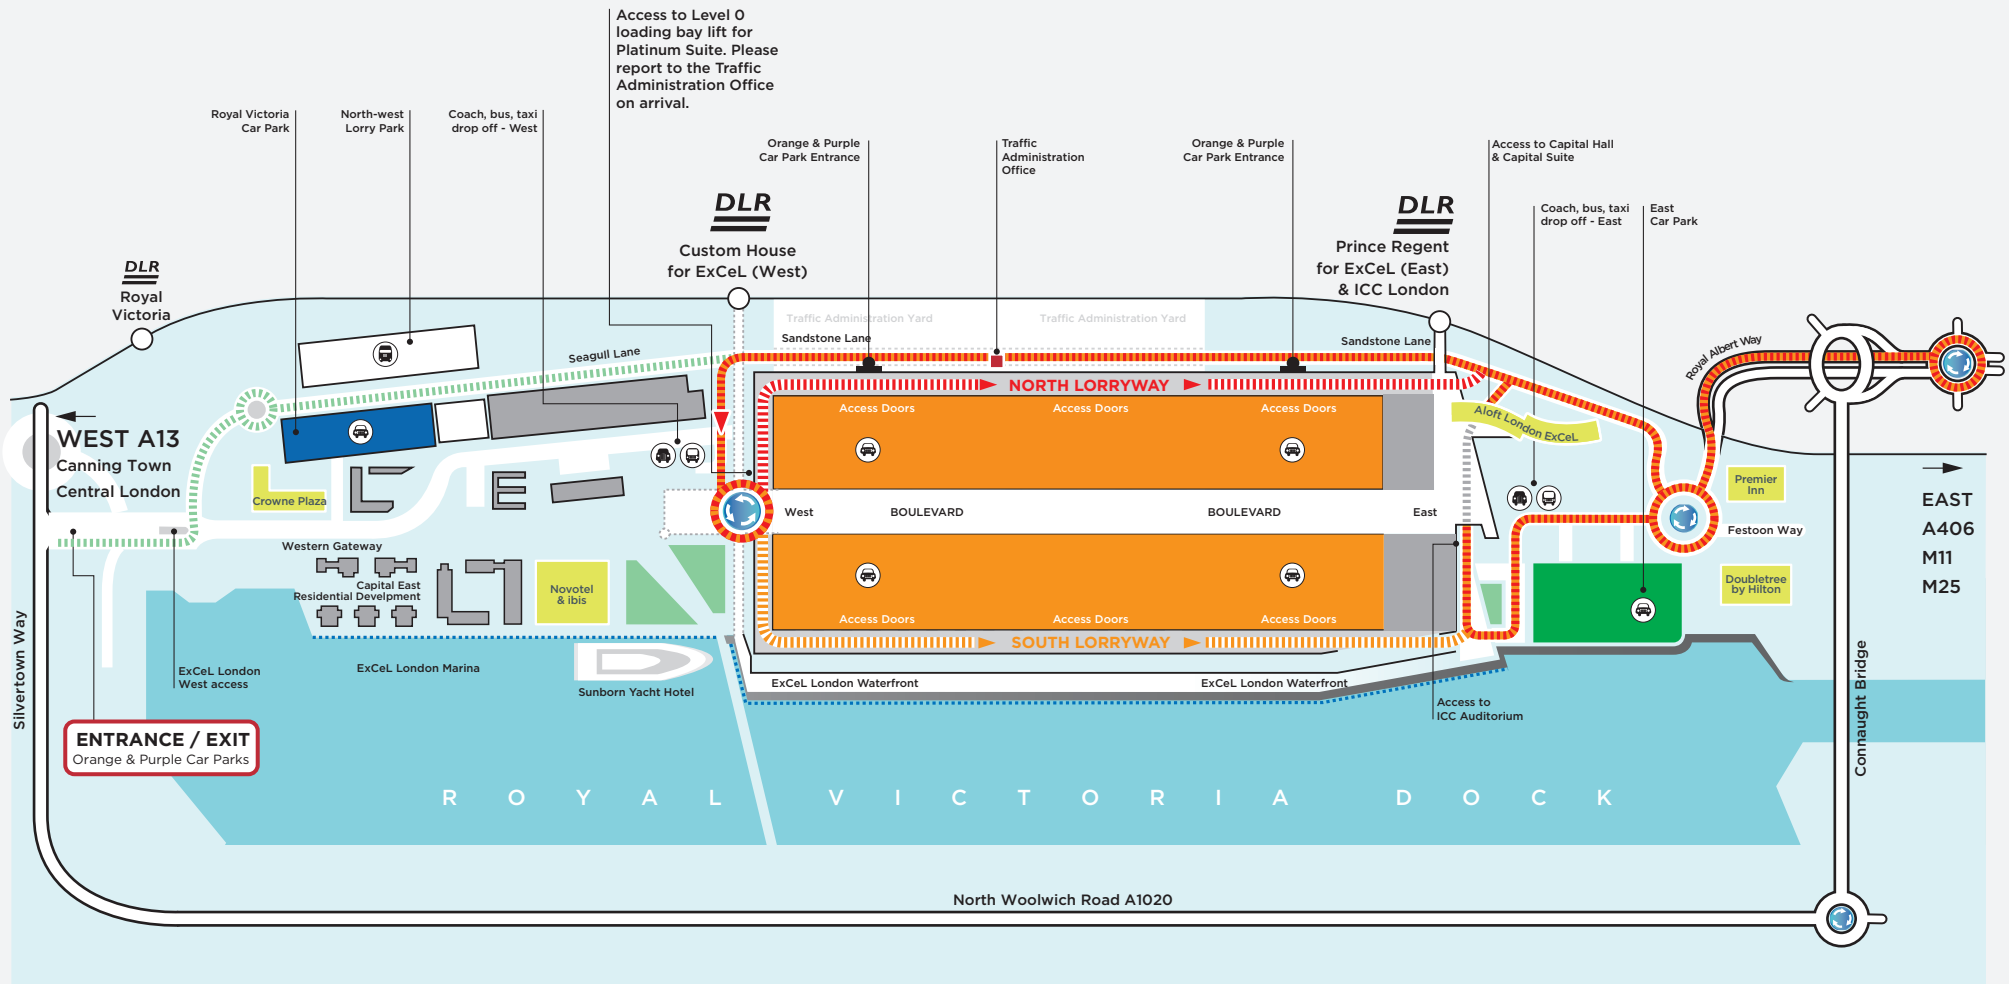 Access to Level 0
loading bay lift for
Platinum Suite. Please
report to the Traffic
Administration Office
on arrival.
Royal Victoria
Car Park
North-west
Lorry Park
Coach, bus, taxi
drop off - West
Orange & Purple
Car Park Entrance
Traffic
Administration
Office
Orange & Purple
Car Park Entrance
Access to Capital Hall
& Capital Suite
Coach, bus, taxi
drop off - East
East
Car Park
DLR
Custom House
for ExCeL (West)
DLR
Prince Regent
for ExCeL (East)
& ICC London
DLR
Royal
Victoria
Traffic Administration Yard
Traffic Administration Yard
Sandstone Lane
Sandstone Lane
Seagull Lane
Royal Albert Way
NORTH LORRYWAY
Access Doors
Access Doors
Access Doors
Aloft London ExCeL
WEST A13
Canning Town
Central London
Crowne Plaza
Premier
Inn
EAST
A406
M11
M25
West
BOULEVARD
BOULEVARD
East
Festoon Way
Western Gateway
Capital East
Residential Develpment
Novotel
& ibis
Doubletree
by Hilton
Access Doors
Access Doors
Access Doors
SOUTH LORRYWAY
ExCeL London
West access
ExCeL London Marina
Sunborn Yacht Hotel
ExCeL London Waterfront
ExCeL London Waterfront
Access to
ICC Auditorium
Silvertown Way
Connaught Bridge
ENTRANCE / EXIT
Orange & Purple Car Parks
ROYAL VICTORIA DOCK
North Woolwich Road A1020